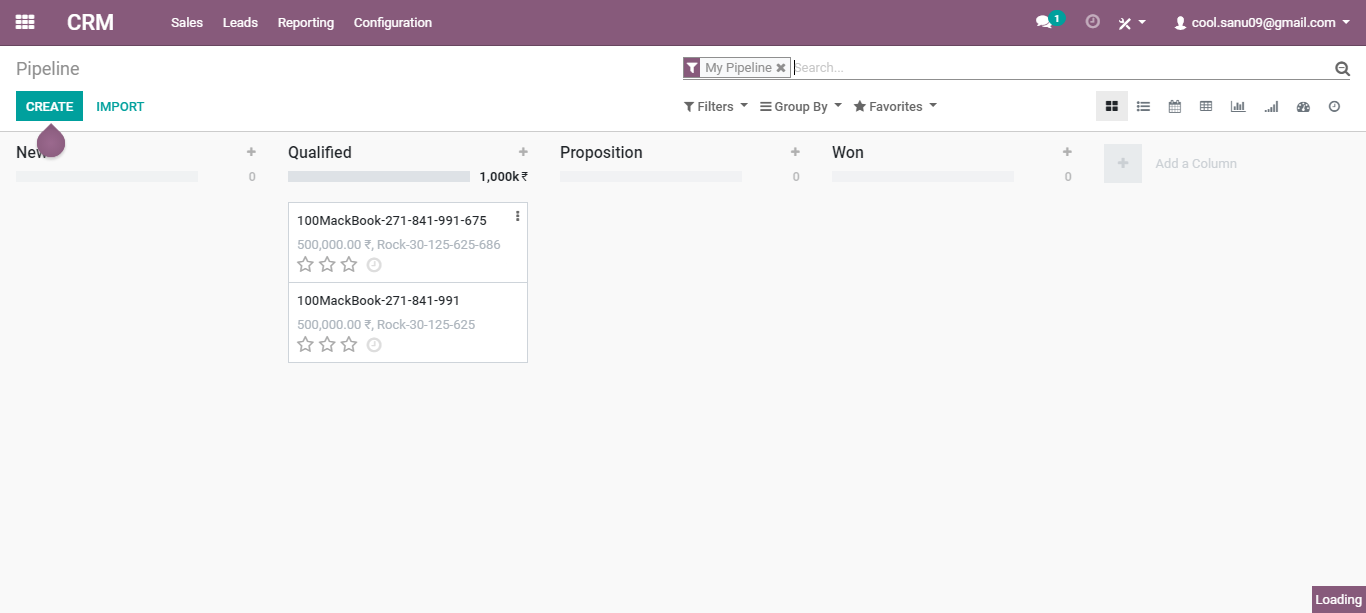 CRM Sales Leads Reporting Configuration 1 cool.sanu09@gmail.com
Pipeline My Pipeline Search...
CREATE IMPORT Filters Group By Favorites
New Qualified Proposition Won Add a Column
0 1,000k₹ 0 0
100MackBook-271-841-991-675
500,000.00 ₹, Rock-30-125-625-686
100MackBook-271-841-991
500,000.00 ₹, Rock-30-125-625
Loading